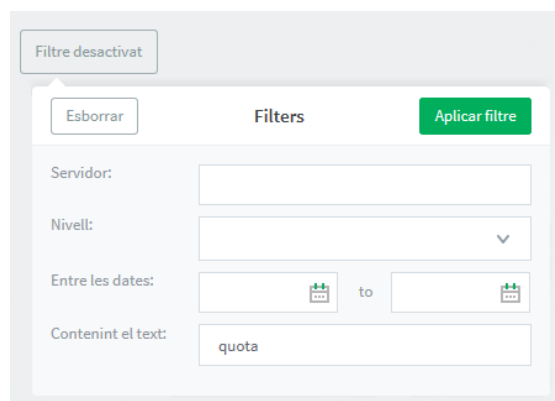 Filtre desactivat
Esborrar Filters Aplicar filtre
Servidor:
Nivell:
Entre les dates: to
Contenint el text: quota